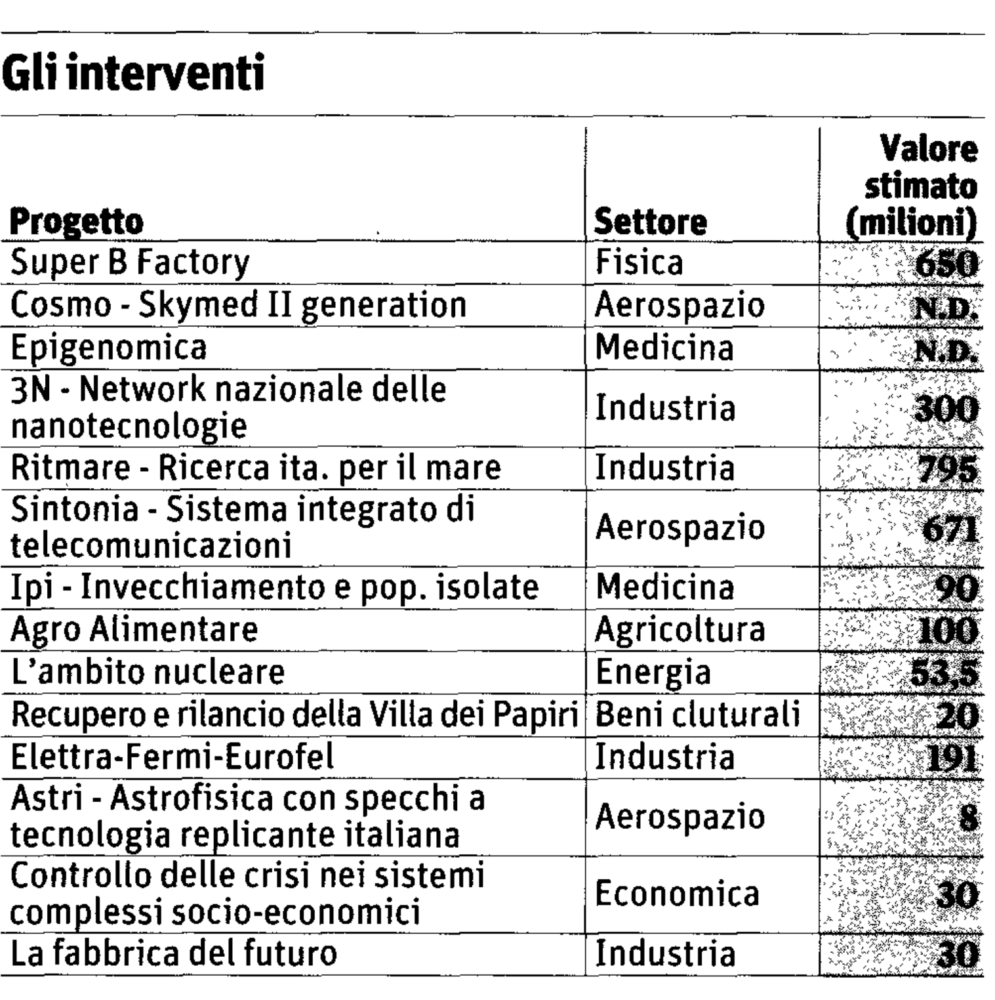 Gli interventi
Valore
stimato
Progetto Settore (milioni)
Super B Factory Fisica 650
Cosmo - Skymed II generation Aerospazio N.D.
Epigenomica Medicina N.D.
3N - Network nazionale delle
nanotecnologie Industria 300
Ritmare - Ricerca ita. per il mare Industria 795
Sintonia - Sistema integrato di
telecomunicazioni Aerospazio 671
Ipi - Invecchiamento e pop. isolate Medicina 90
Agro Alimentare Agricoltura 100
L'ambito nucleare Energia 53,5
Recupero e rilancio della Villa dei Papiri Beni cluturali 20
Elettra-Fermi-Eurofel Industria 191
Astri - Astrofisica con specchi a
tecnologia replicante italiana Aerospazio 8
Controllo delle crisi nei sistemi
complessi socio-economici Economica 30
La fabbrica del futuro Industria 30